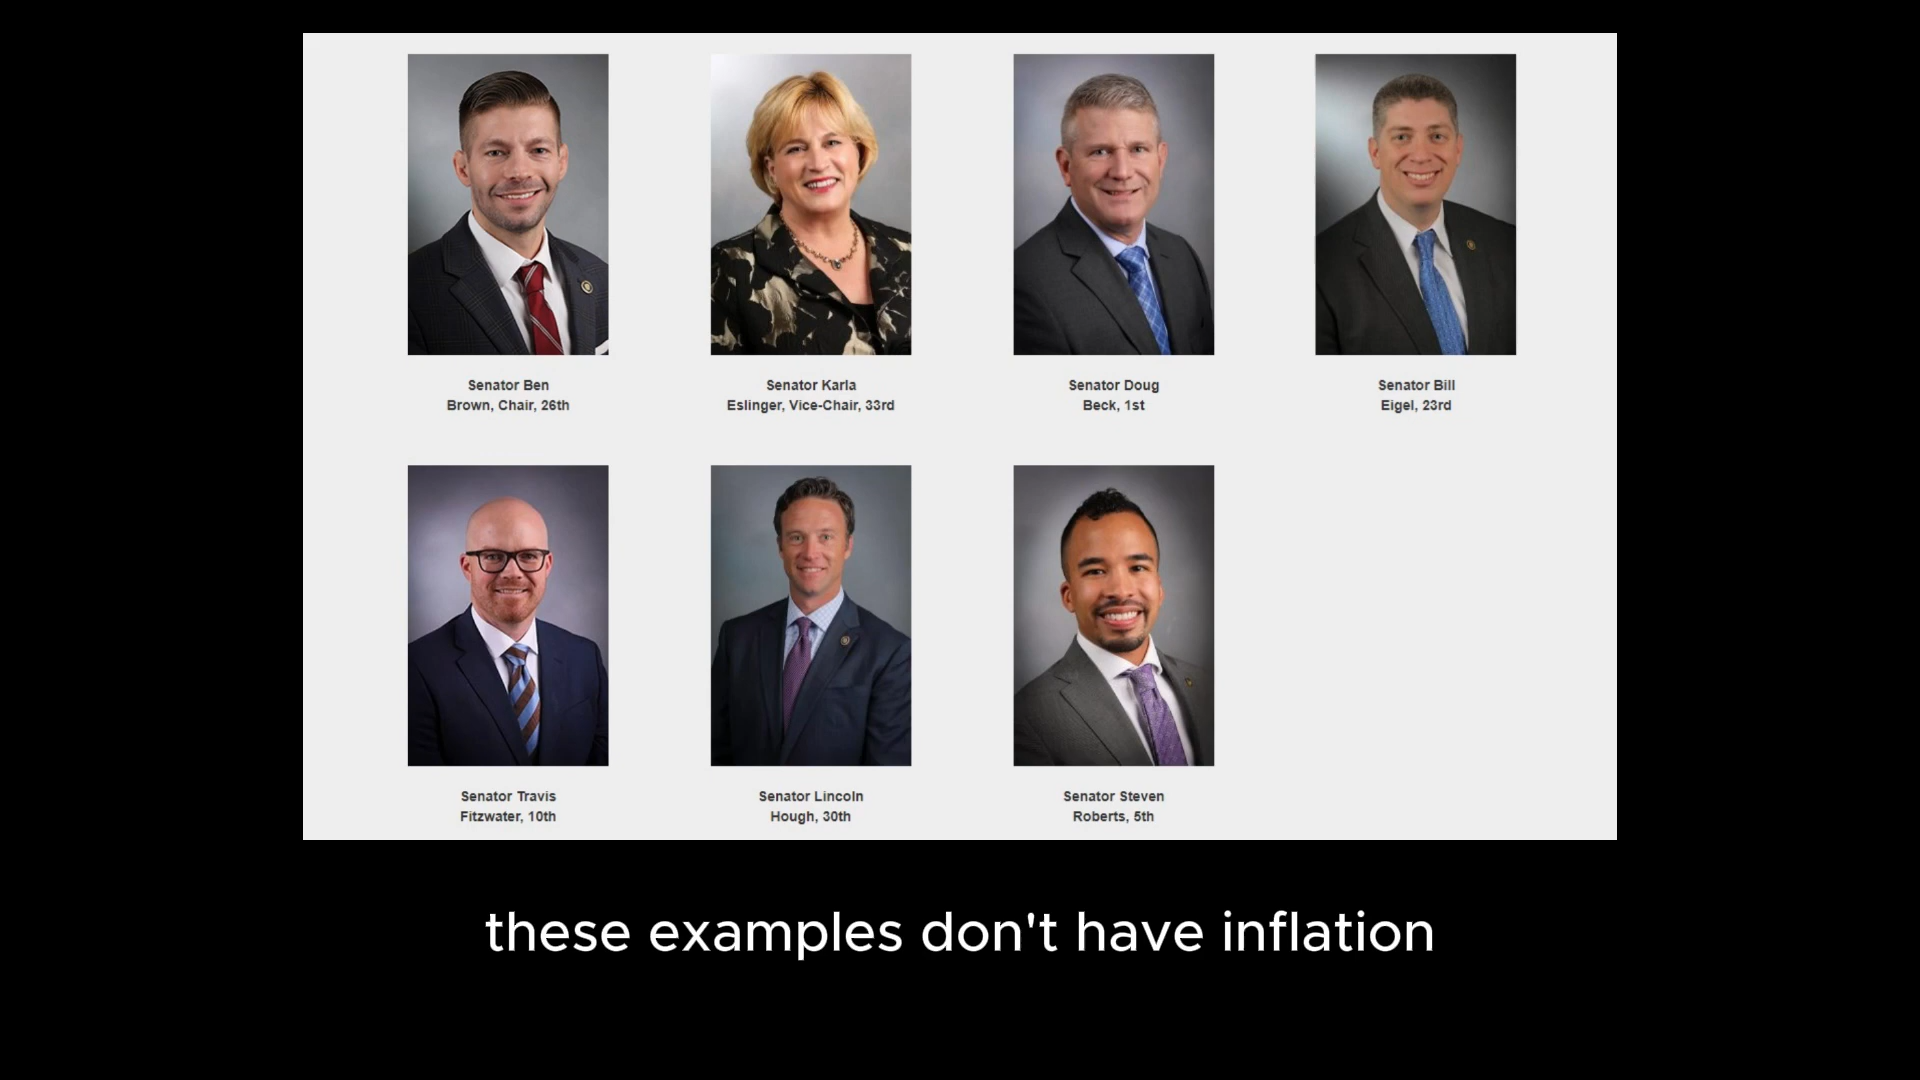 Senator Ben
Brown, Chair, 26th
Senator Karla
Eslinger, Vice-Chair, 33rd
Senator Doug
Beck, 1st
Senator Bill
Eigel, 23rd
Senator Travis
Fitzwater, 10th
Senator Lincoln
Hough, 30th
Senator Steven
Roberts, 5th
these examples don't have inflation